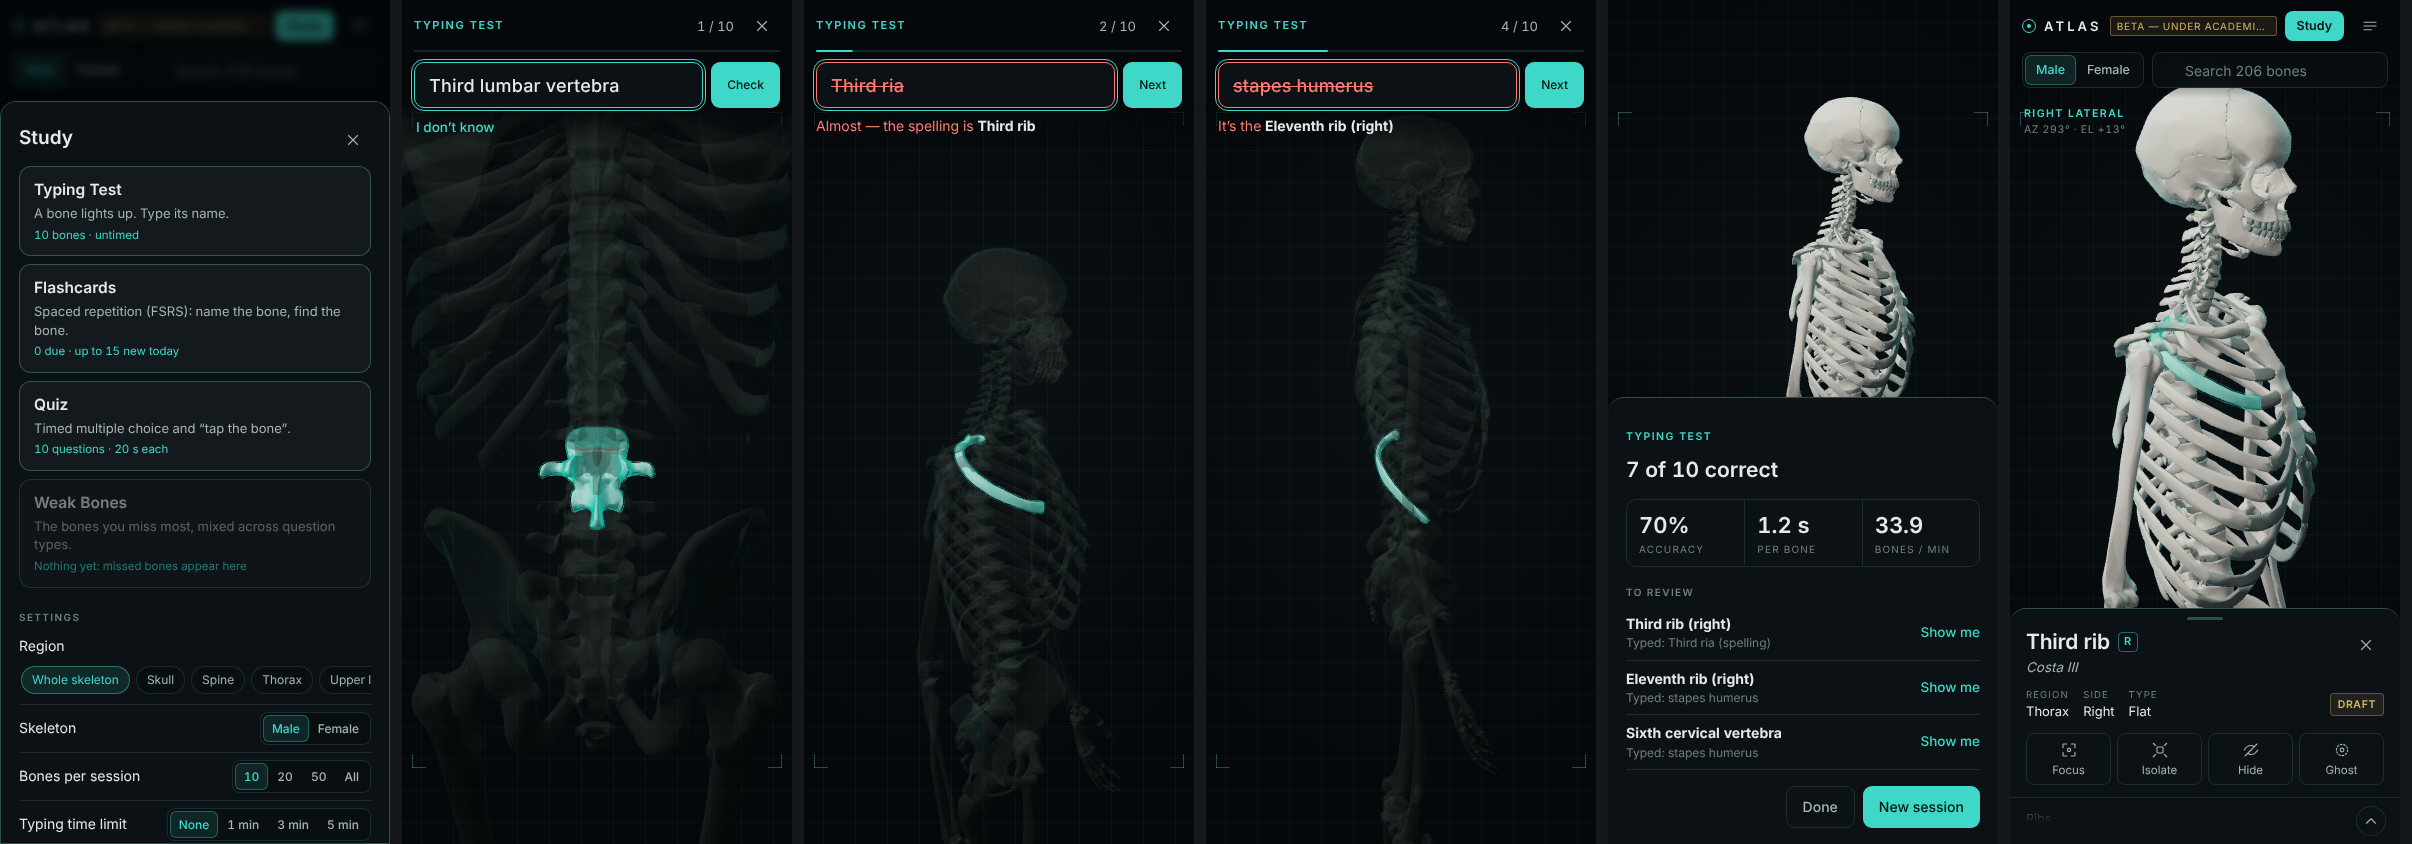 Study
Typing Test
A bone lights up. Type its name.
10 bones · untimed
Flashcards
Spaced repetition (FSRS): name the bone, find the
bone.
0 due · up to 15 new today
Quiz
Timed multiple choice and “tap the bone”.
10 questions · 20 s each
Weak Bones
The bones you miss most, mixed across question
types.
Nothing yet: missed bones appear here
SETTINGS
Region
Whole skeleton Skull Spine Thorax Upper
Skeleton Male Female
Bones per session 10 20 50 All
Typing time limit None 1 min 3 min 5 min
TYPING TEST 1 / 10
Third lumbar vertebra Check
I don’t know
TYPING TEST 2 / 10
Third ria Next
Almost — the spelling is Third rib
TYPING TEST 4 / 10
stapes humerus Next
It’s the Eleventh rib (right)
TYPING TEST
7 of 10 correct
70% 1.2 s 33.9
ACCURACY PER BONE BONES / MIN
TO REVIEW
Third rib (right)
Typed: Third ria (spelling)
Show me
Eleventh rib (right)
Typed: stapes humerus
Show me
Sixth cervical vertebra
Typed: stapes humerus
Show me
Done New session
ATLAS BETA — UNDER ACADEMI... Study
Male Female Search 206 bones
RIGHT LATERAL
AZ 293° · EL +13°
Third rib R
Costa III
REGION SIDE TYPE
Thorax Right Flat
DRAFT
Focus Isolate Hide Ghost
Ribs